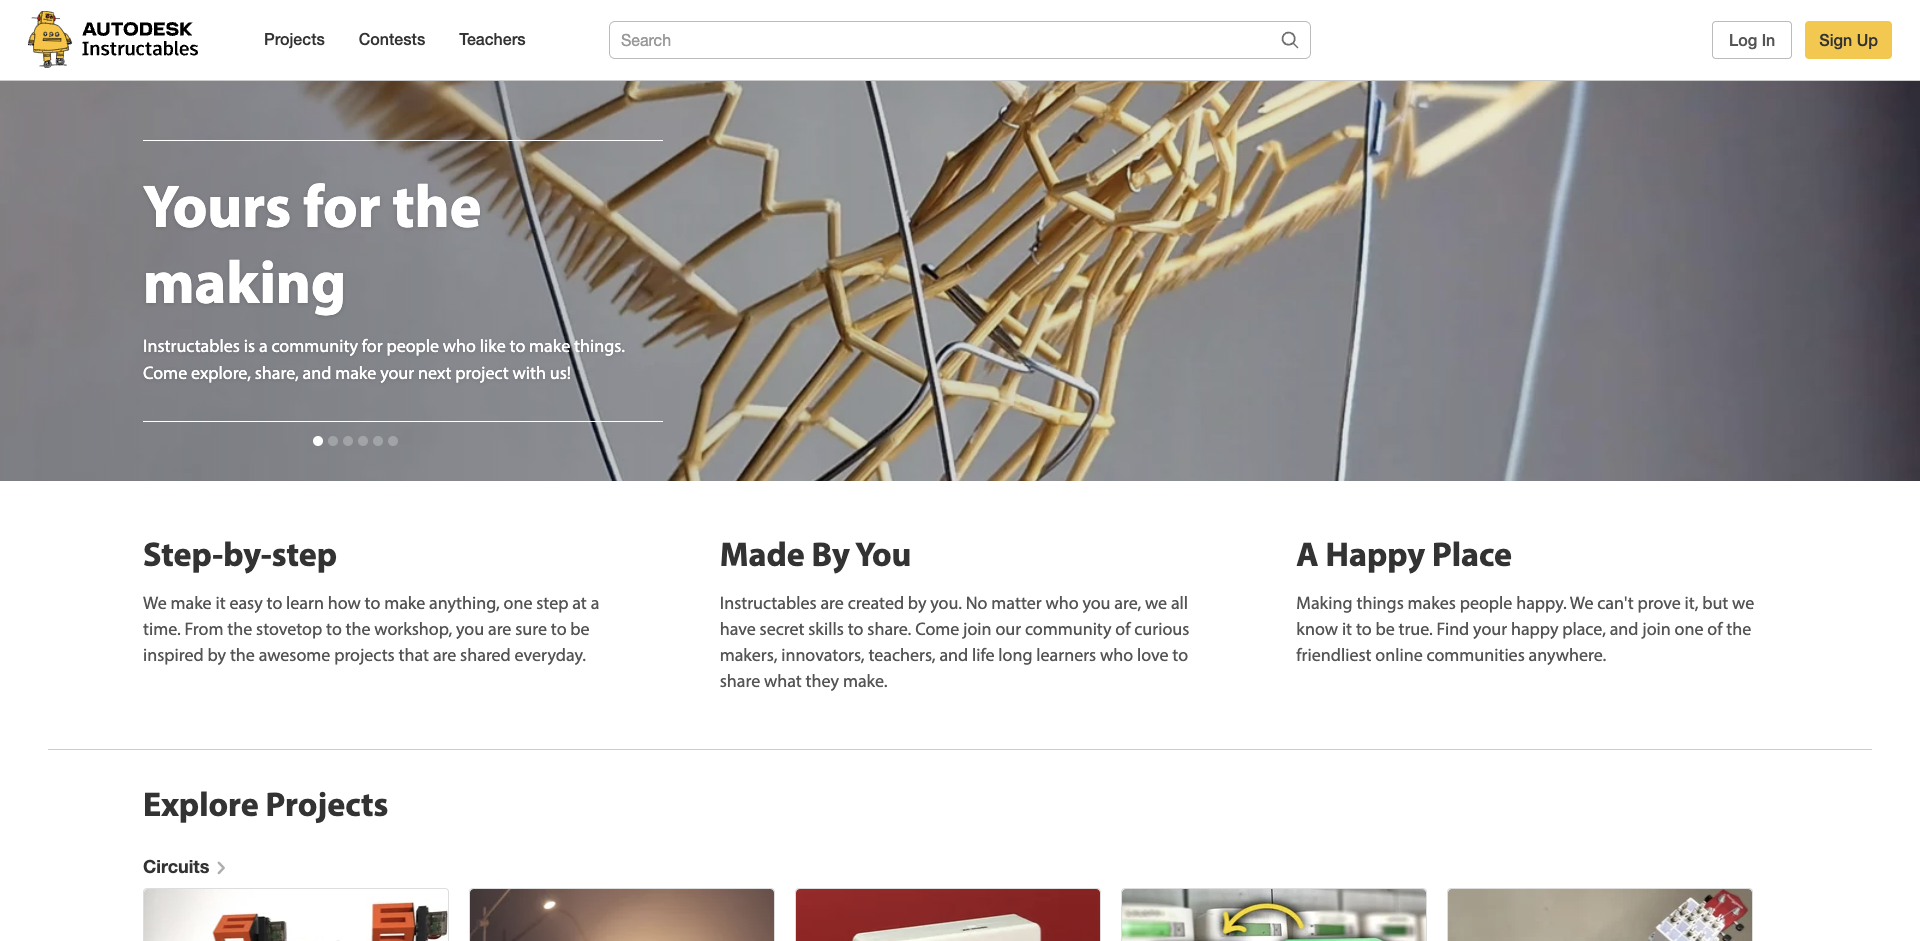 AUTODESK
Instructables
Projects
Contests
Teachers
Search
Log In
Sign Up
Yours for the
making
Instructables is a community for people who like to make things.
Come explore, share, and make your next project with us!
Step-by-step
We make it easy to learn how to make anything, one step at a
time. From the stovetop to the workshop, you are sure to be
inspired by the awesome projects that are shared everyday.
Made By You
Instructables are created by you. No matter who you are, we all
have secret skills to share. Come join our community of curious
makers, innovators, teachers, and life long learners who love to
share what they make.
A Happy Place
Making things makes people happy. We can't prove it, but we
know it to be true. Find your happy place, and join one of the
friendliest online communities anywhere.
Explore Projects
Circuits